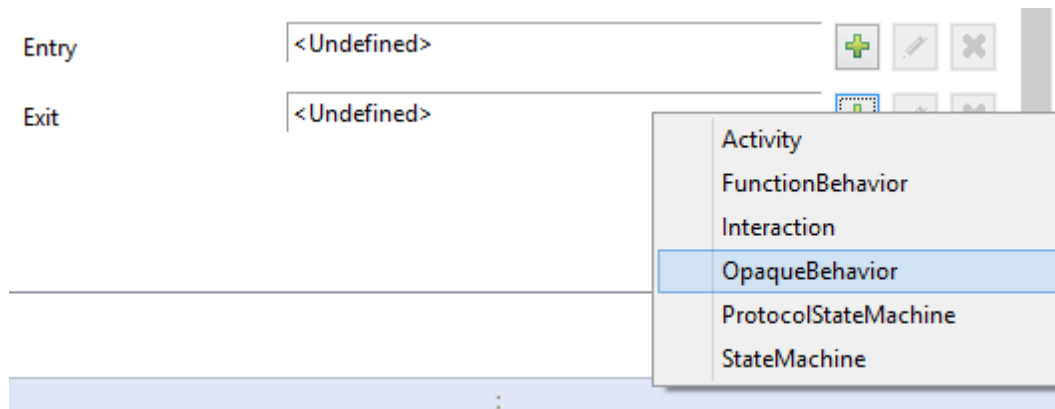 Entry
<Undefined>
Exit
<Undefined>
Activity
FunctionBehavior
Interaction
OpaqueBehavior
ProtocolStateMachine
StateMachine